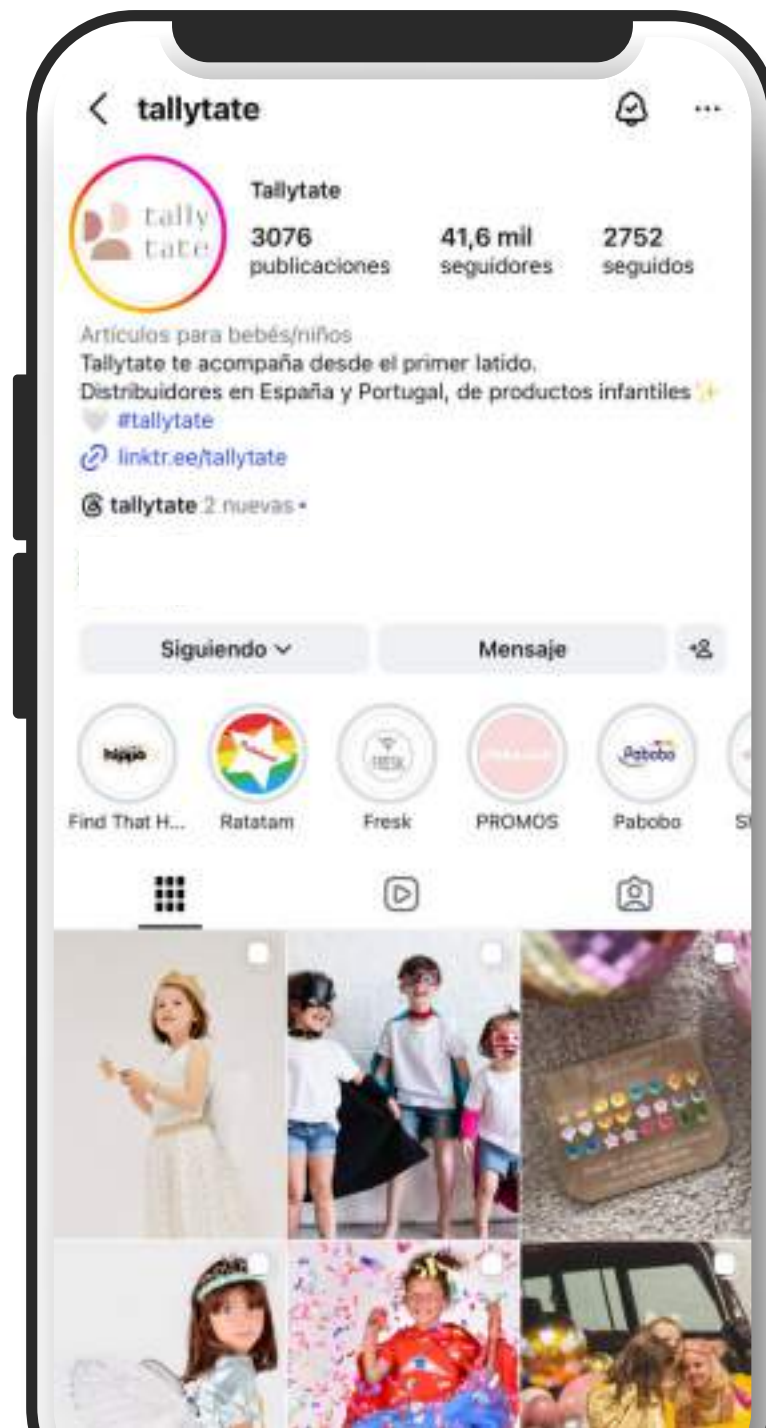 tallytate
tally
tate
Tallytate
3076
publicaciones
41,6 mil
seguidores
2752
seguidos
Artículos para bebés/niños
Tallytate te acompaña desde el primer latido.
Distribuidores en España y Portugal, de productos infantiles ✨
🤍 #tallytate
linktr.ee/tallytate
tallytate 2 nuevas •
Siguiendo
Mensaje
hippo
FRESK
Pabobo
Find That H...
Ratatam
Fresk
PROMOS
Pabobo